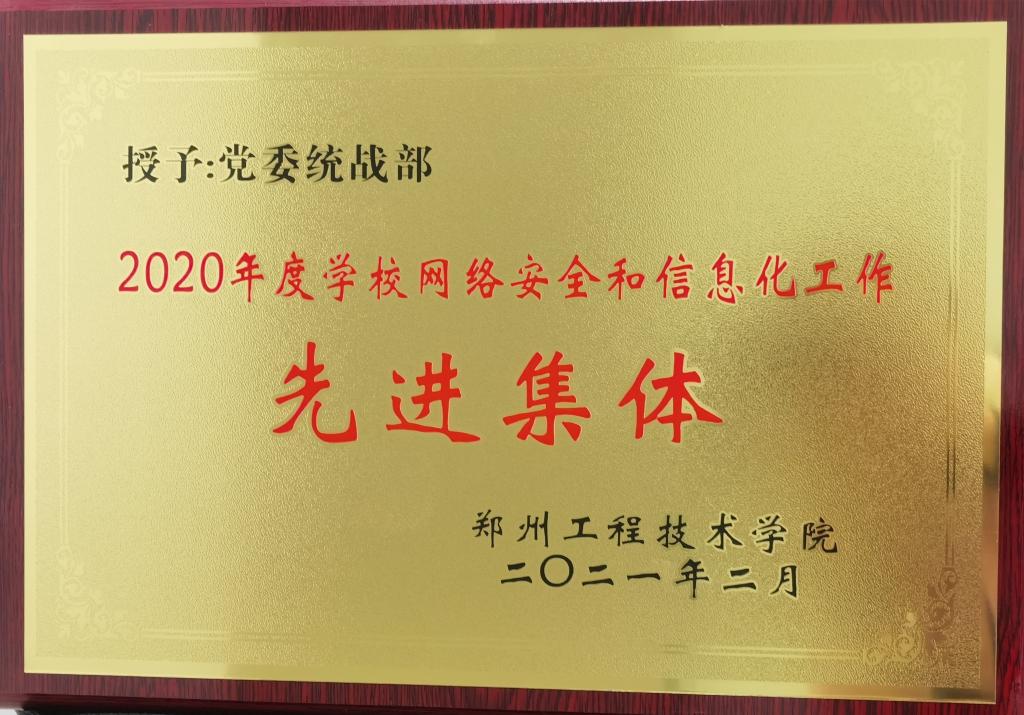 授予:党委统战部
2020年度学校网络安全和信息化工作
先进集体
郑州工程技术学院
二〇二一年二月